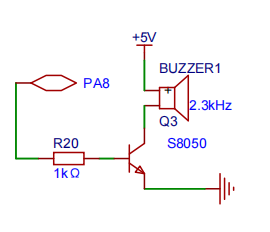 +5V
BUZZER1
PA8
+
2.3kHz
Q3
R20
S8050
1kΩ